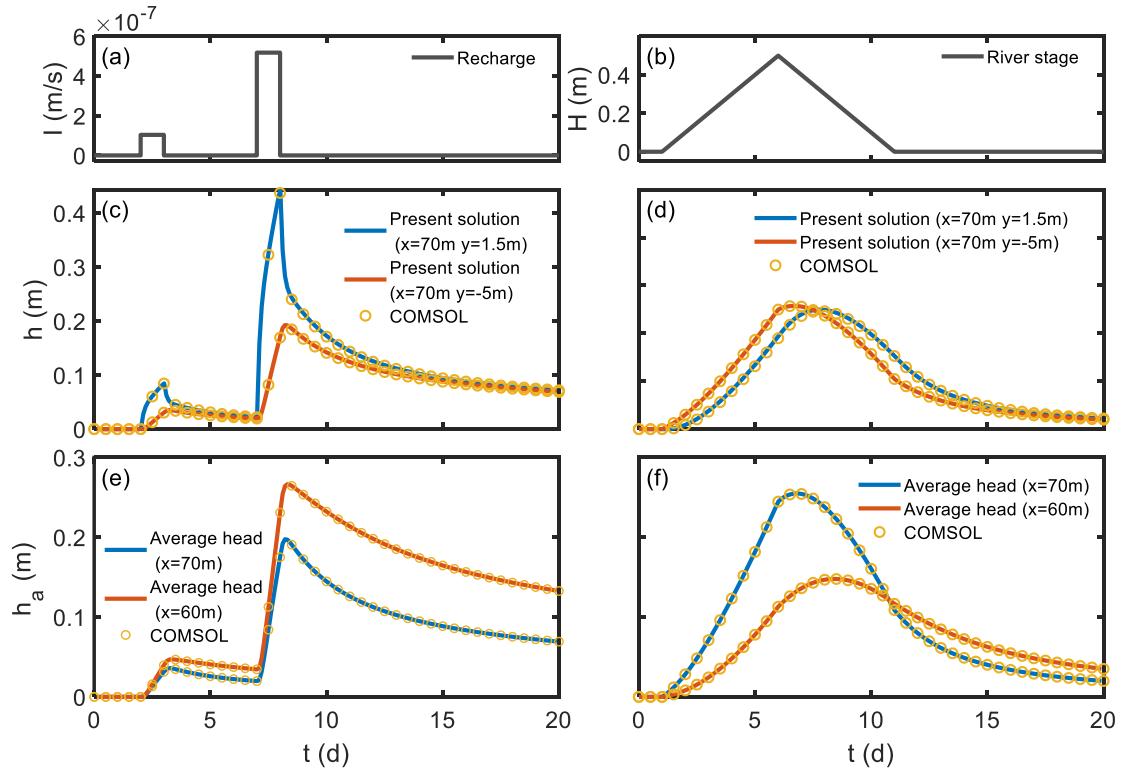 ×10⁻⁷
6
4
2
0
I (m/s)
(a)
Recharge
0.4
0.2
0
H (m)
(b)
River stage
0.4
0.3
0.2
0.1
0
h (m)
(c)
Present solution
(x=70m y=1.5m)
Present solution
(x=70m y=-5m)
COMSOL
(d)
Present solution (x=70m y=1.5m)
Present solution (x=70m y=-5m)
COMSOL
0.3
0.2
0.1
0
hₐ (m)
(e)
Average head
(x=70m)
Average head
(x=60m)
COMSOL
0 5 10 15 20
t (d)
(f)
Average head (x=70m)
Average head (x=60m)
COMSOL
0 5 10 15 20
t (d)